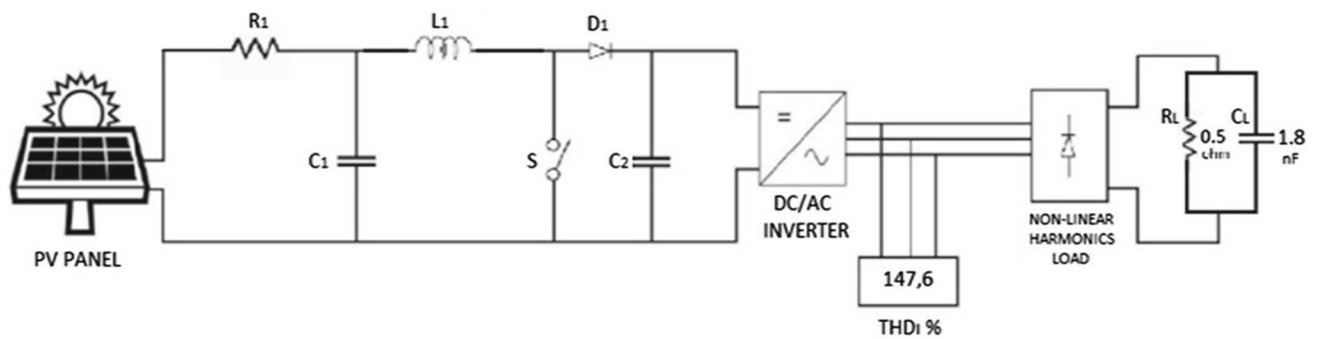 R1
L1
D1
PV PANEL
C1
S
C2
=
DC/AC
INVERTER
147,6
THDI %
NON-LINEAR
HARMONICS
LOAD
RL
0.5
CL
1.8
nF